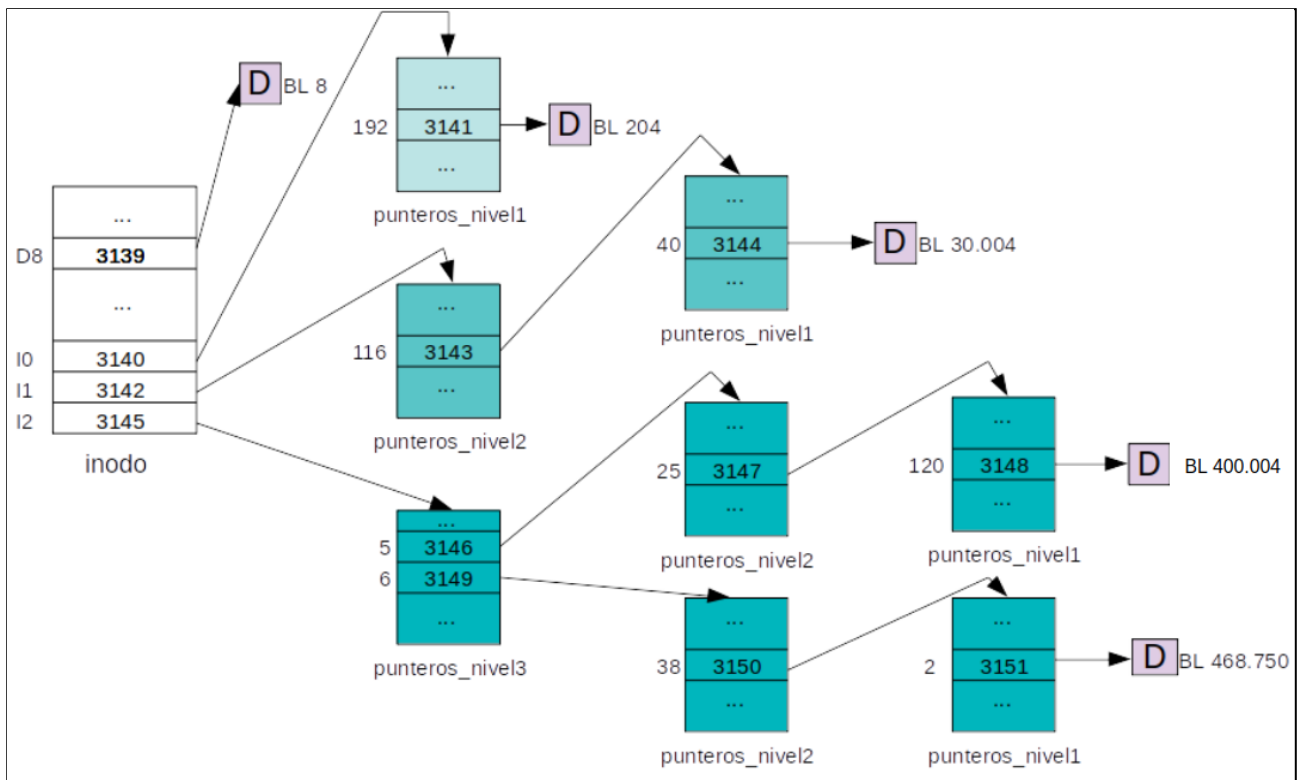 ...
D8 3139
...
I0 3140
I1 3142
I2 3145
inodo
D BL 8
...
192 3141
...
punteros_nivel1
D BL 204
...
116 3143
...
punteros_nivel2
...
40 3144
...
punteros_nivel1
D BL 30.004
...
5 3146
6 3149
...
punteros_nivel3
...
25 3147
...
punteros_nivel2
...
120 3148
...
punteros_nivel1
D BL 400.004
...
38 3150
...
punteros_nivel2
...
2 3151
...
punteros_nivel1
D BL 468.750